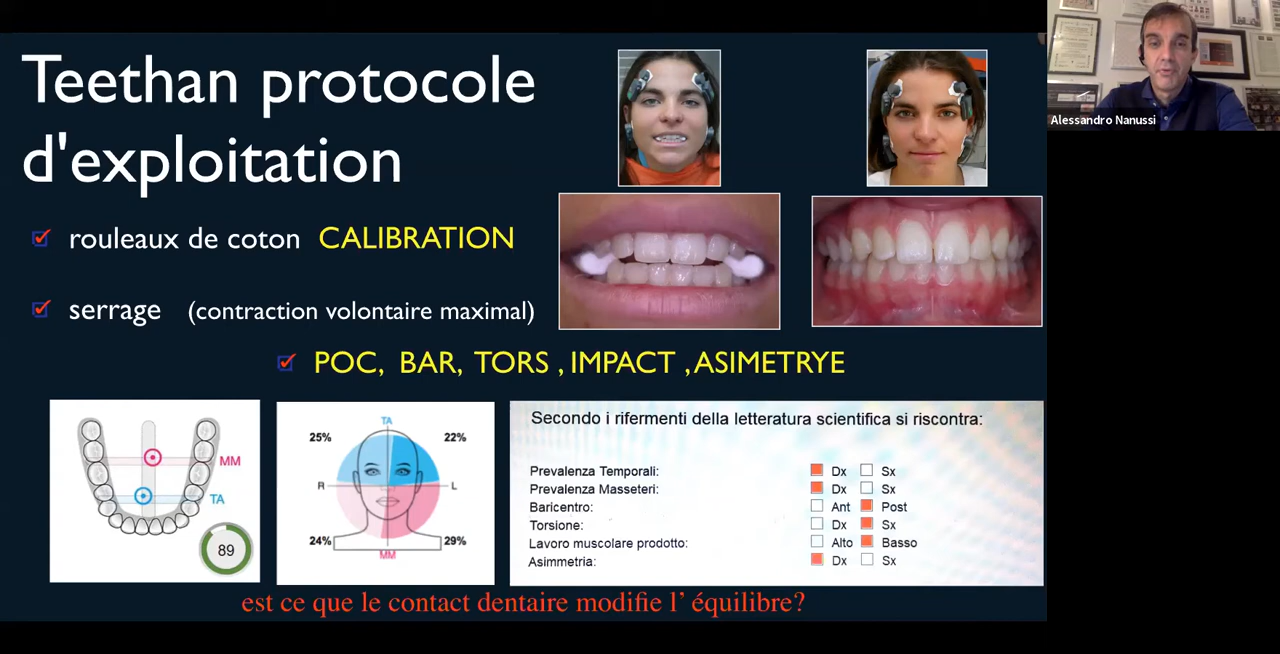 Teethan protocole
d'exploitation
rouleaux de coton CALIBRATION
serrage (contraction volontaire maximal)
POC, BAR, TORS , IMPACT ,ASIMETRYE
MM
TA
89
TA
25% 22%
R L
24% 29%
MM
Secondo i rifermenti della letteratura scientifica si riscontra:
Prevalenza Temporali: Dx Sx
Prevalenza Masseteri: Dx Sx
Baricentro: Ant Post
Torsione: Dx Sx
Lavoro muscolare prodotto: Alto Basso
Asimmetria: Dx Sx
est ce que le contact dentaire modifie l' équilibre?
Alessandro Nanussi